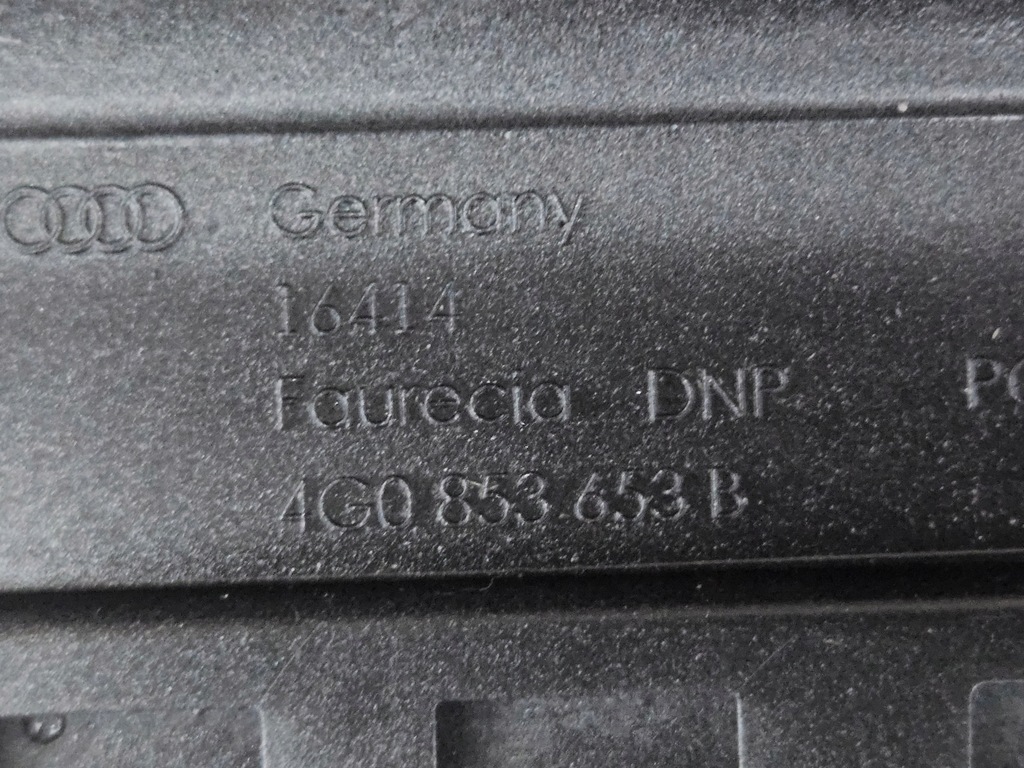 Germany
16414
Faurecia DNP
4G0 853 653 B